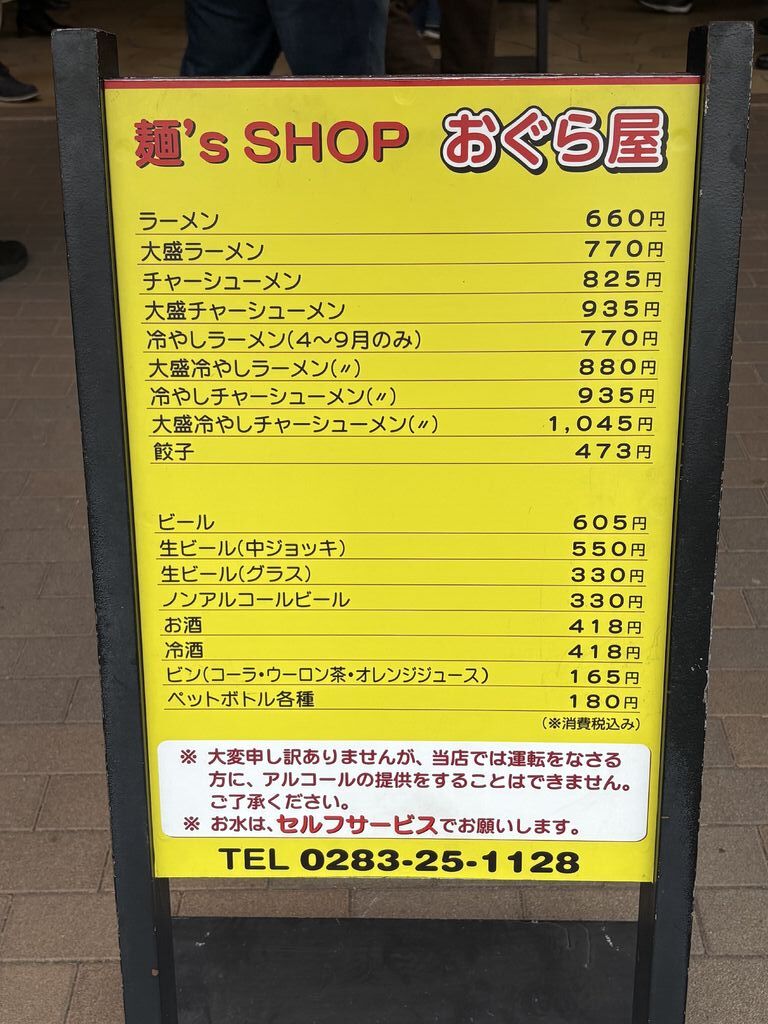 麺's SHOP おぐら屋
ラーメン 660円
大盛ラーメン 770円
チャーシューメン 825円
大盛チャーシューメン 935円
冷やしラーメン(4〜9月のみ) 770円
大盛冷やしラーメン(〃) 880円
冷やしチャーシューメン(〃) 935円
大盛冷やしチャーシューメン(〃) 1,045円
餃子 473円
ビール 605円
生ビール(中ジョッキ) 550円
生ビール(グラス) 330円
ノンアルコールビール 330円
お酒 418円
冷酒 418円
ビン(コーラ・ウーロン茶・オレンジジュース) 165円
ペットボトル各種 180円
(※消費税込み)
※ 大変申し訳ありませんが、当店では運転をなさる
方に、アルコールの提供をすることはできません。
ご了承ください。
※ お水は、セルフサービスでお願いします。
TEL 0283-25-1128